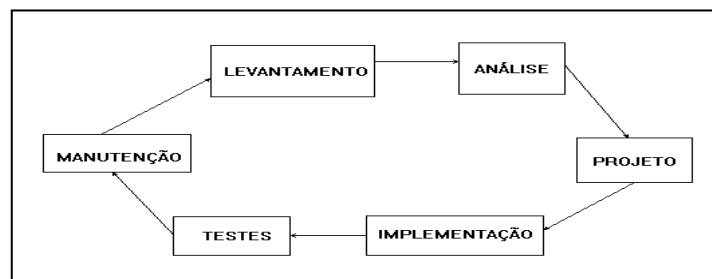 LEVANTAMENTO
ANÁLISE
PROJETO
IMPLEMENTAÇÃO
TESTES
MANUTENÇÃO